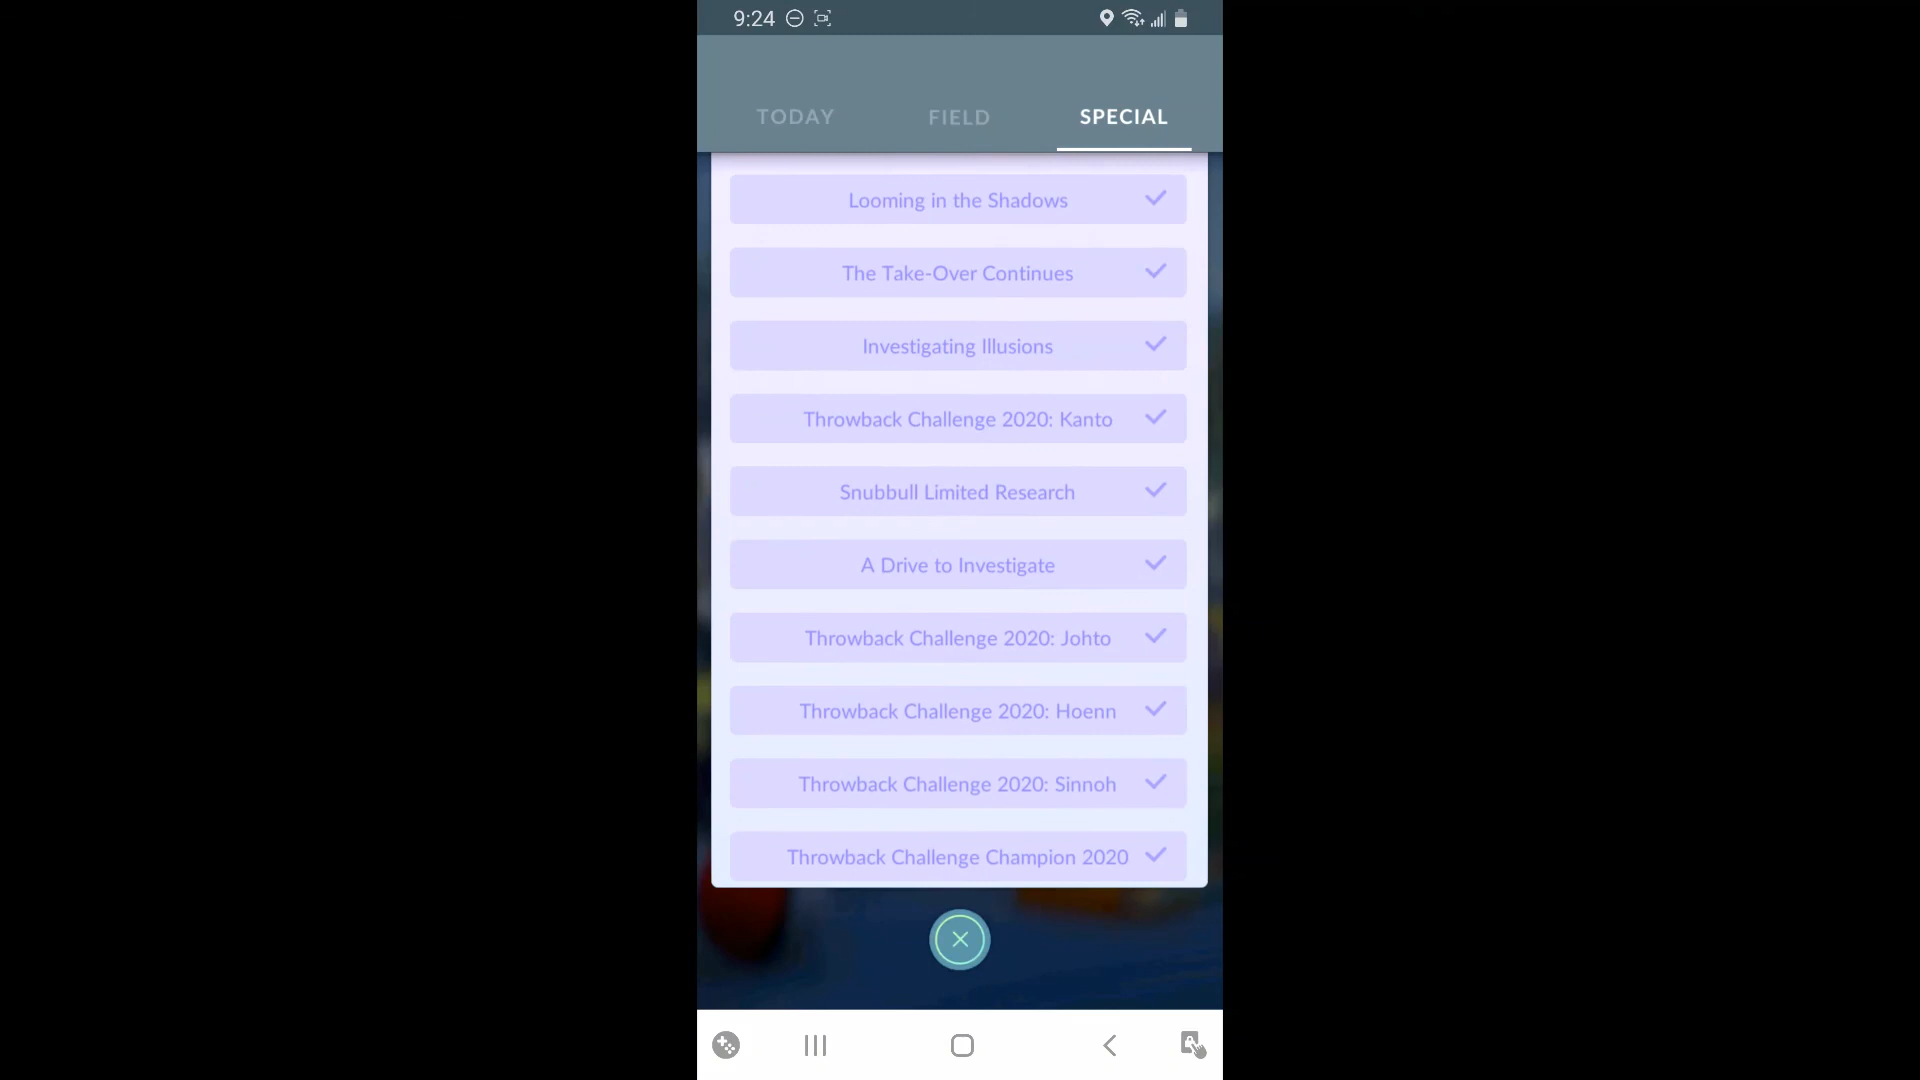 9:24
TODAY FIELD SPECIAL
Looming in the Shadows
The Take-Over Continues
Investigating Illusions
Throwback Challenge 2020: Kanto
Snubbull Limited Research
A Drive to Investigate
Throwback Challenge 2020: Johto
Throwback Challenge 2020: Hoenn
Throwback Challenge 2020: Sinnoh
Throwback Challenge Champion 2020